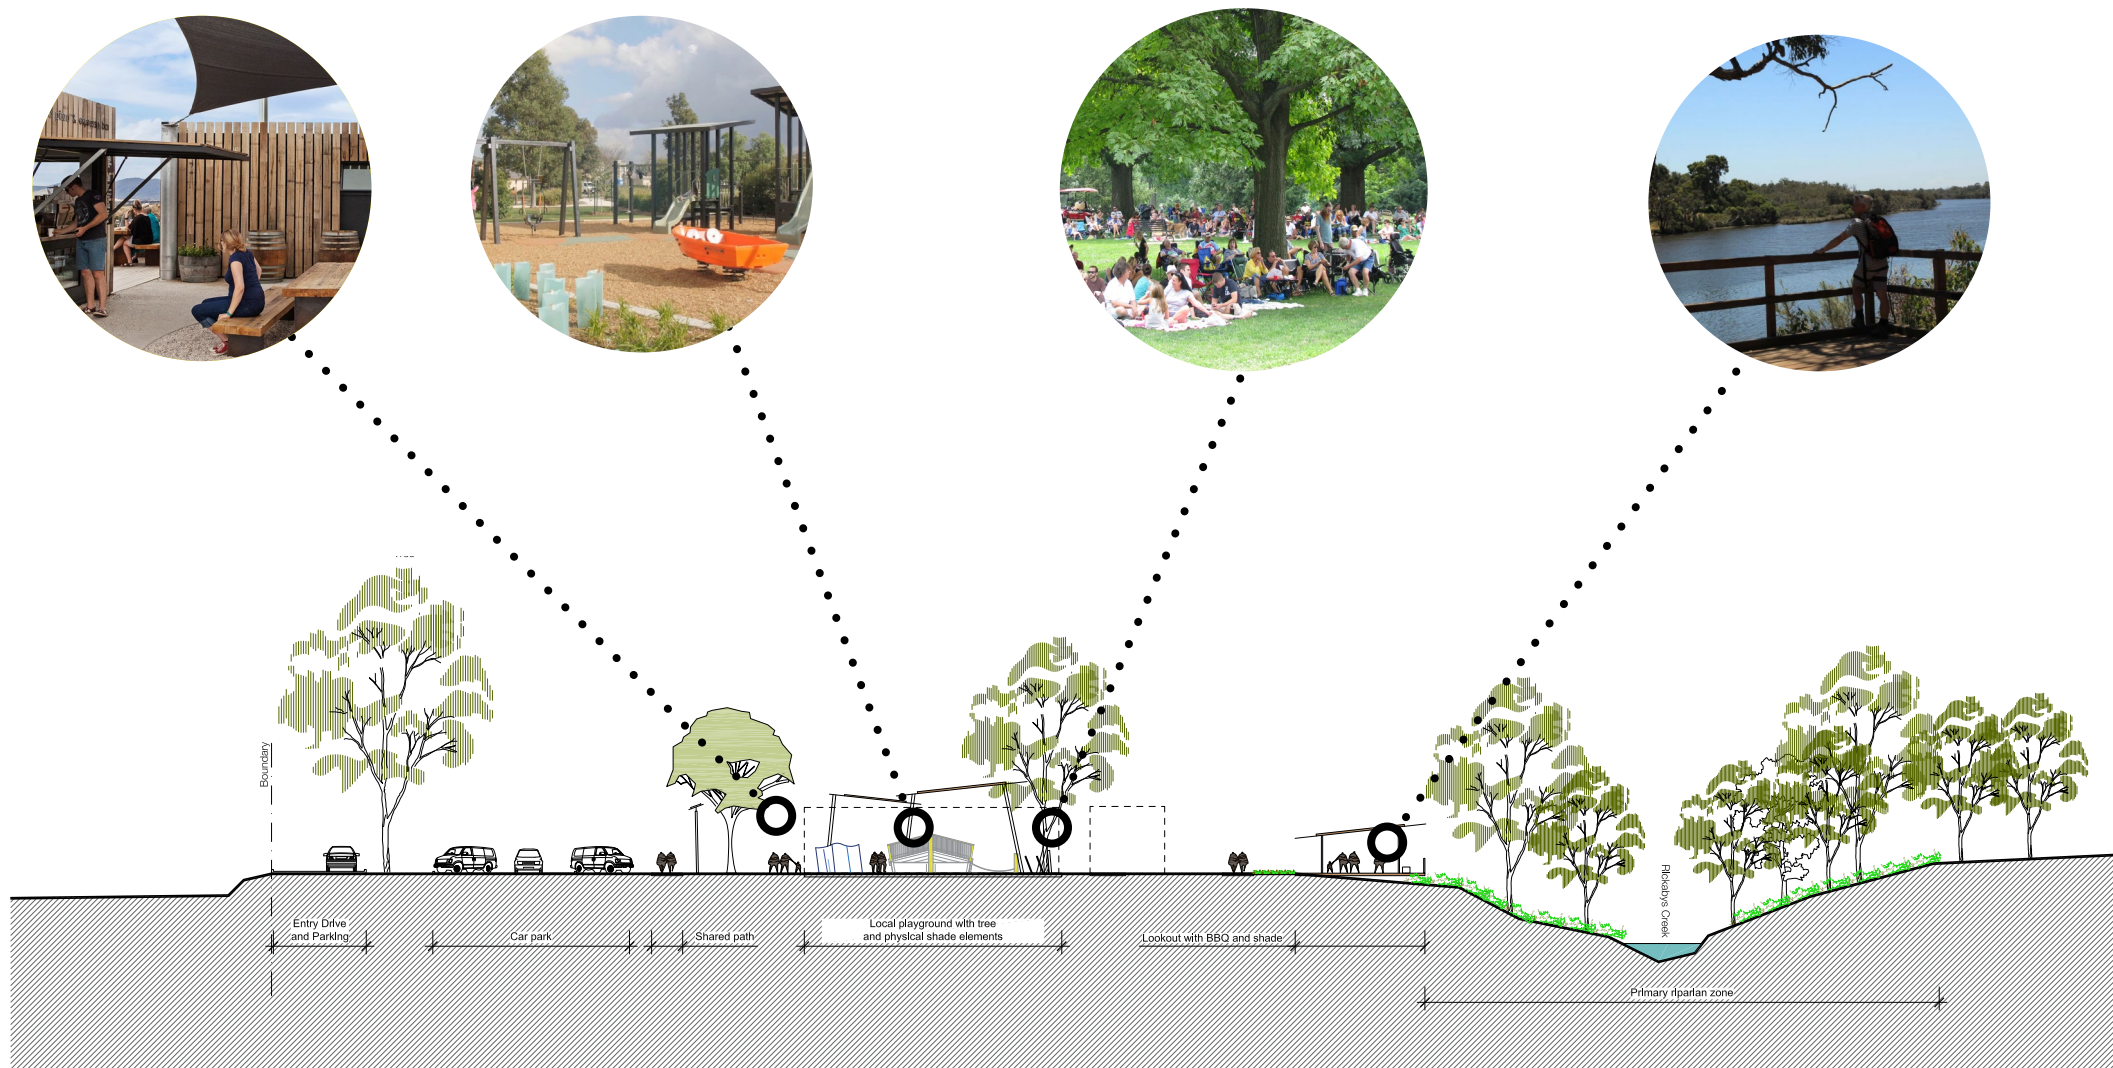 Boundary
Entry Drive
and Parking
Car park
Shared path
Local playground with tree
and physical shade elements
Lookout with BBQ and shade
Rickabys Creek
Primary riparian zone